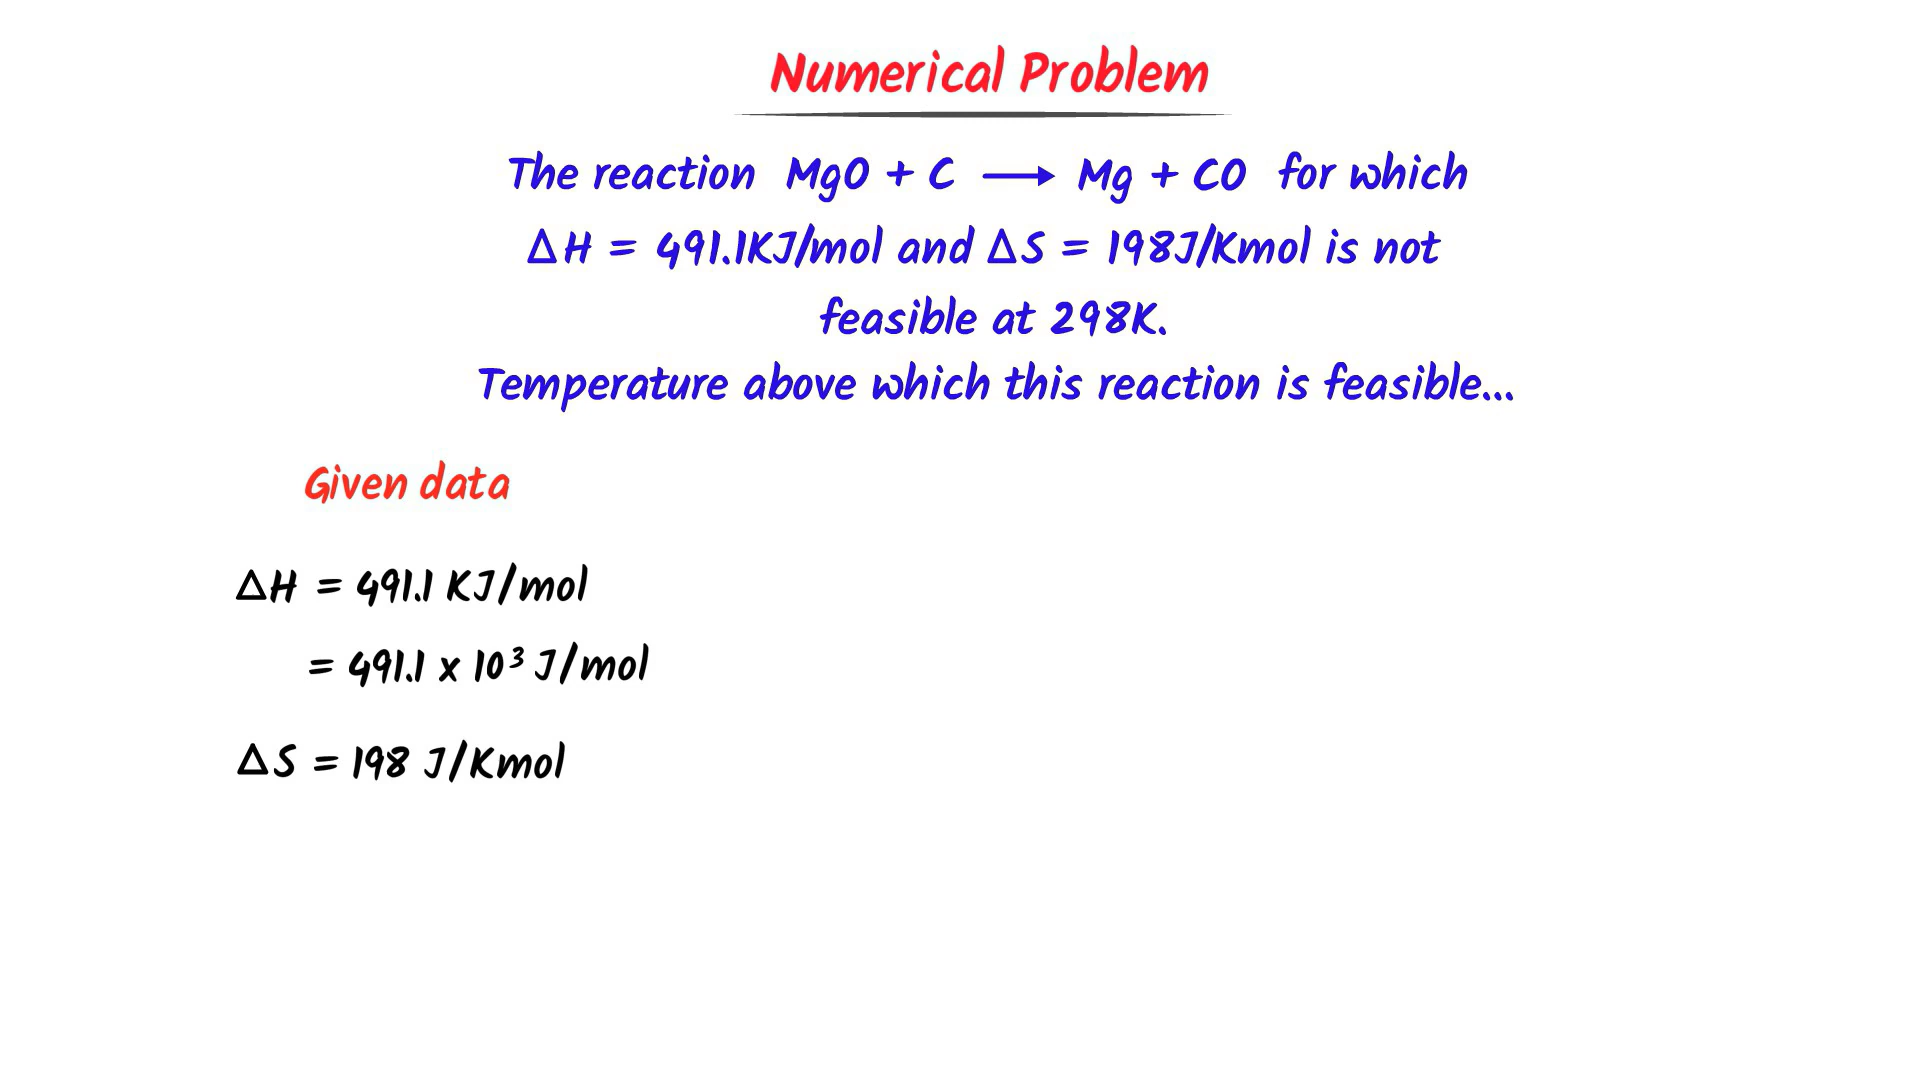 Numerical Problem
The reaction MgO + C ⟶ Mg + CO for which
ΔH = 491.1KJ/mol and ΔS = 198J/Kmol is not
feasible at 298K.
Temperature above which this reaction is feasible...
Given data
ΔH = 491.1 KJ/mol
= 491.1 x 10³ J/mol
ΔS = 198 J/Kmol